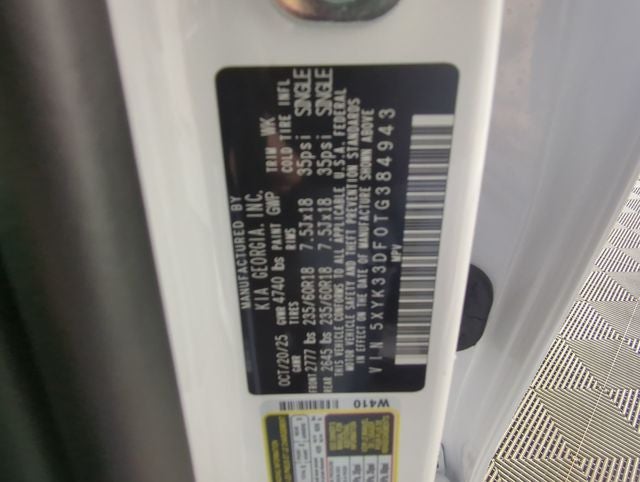 MANUFACTURED BY
KIA GEORGIA, INC.
OCT/20/25 GVWR 4740 lbs PAINT GWP TRIM WK
GAWR TIRES RIMS COLD TIRE INFL
FRONT 2777 lbs 235/60R18 7.5JX18 35psi SINGLE
REAR 2645 lbs 235/60R18 7.5JX18 35psi SINGLE
THIS VEHICLE CONFORMS TO ALL APPLICABLE U.S.A. FEDERAL
MOTOR VEHICLE SAFETY AND THEFT PREVENTION STANDARDS
IN EFFECT ON THE DATE OF MANUFACTURE SHOWN ABOVE
VIN 5XYK33DF0TG384943
MPV
W410